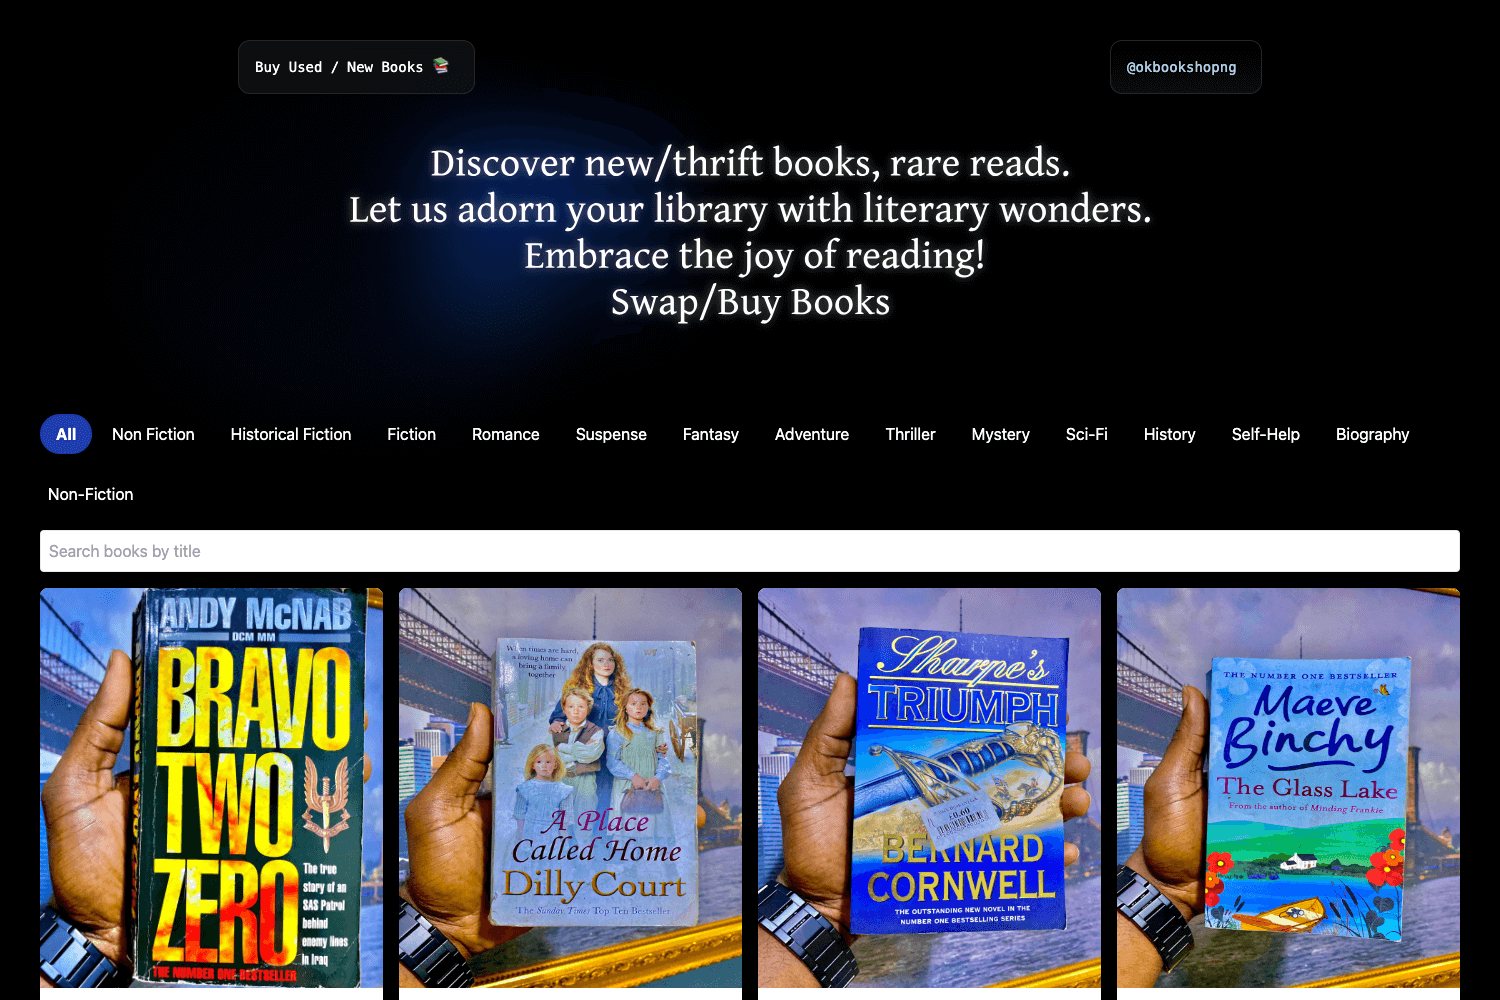 Buy Used / New Books
@okbookshopng
Discover new/thrift books, rare reads.
Let us adorn your library with literary wonders.
Embrace the joy of reading!
Swap/Buy Books
All
Non Fiction
Historical Fiction
Fiction
Romance
Suspense
Fantasy
Adventure
Thriller
Mystery
Sci-Fi
History
Self-Help
Biography
Non-Fiction
Search books by title
ANDY McNAB
DCM MM
BRAVO
TWO
ZERO
The true
story of an
SAS Patrol
behind
enemy lines
in Iraq
THE NUMBER ONE BESTSELLER
When times are hard,
a loving home can
bring a family
together
A Place
Called Home
Dilly Court
The Sunday Times Top Ten Bestseller
Sharpe's
TRIUMPH
£0.60
BERNARD
CORNWELL
THE OUTSTANDING NEW NOVEL IN THE
NUMBER ONE BESTSELLING SERIES
THE NUMBER ONE BESTSELLER
Maeve
Binchy
The Glass Lake
From the author of Minding Frankie